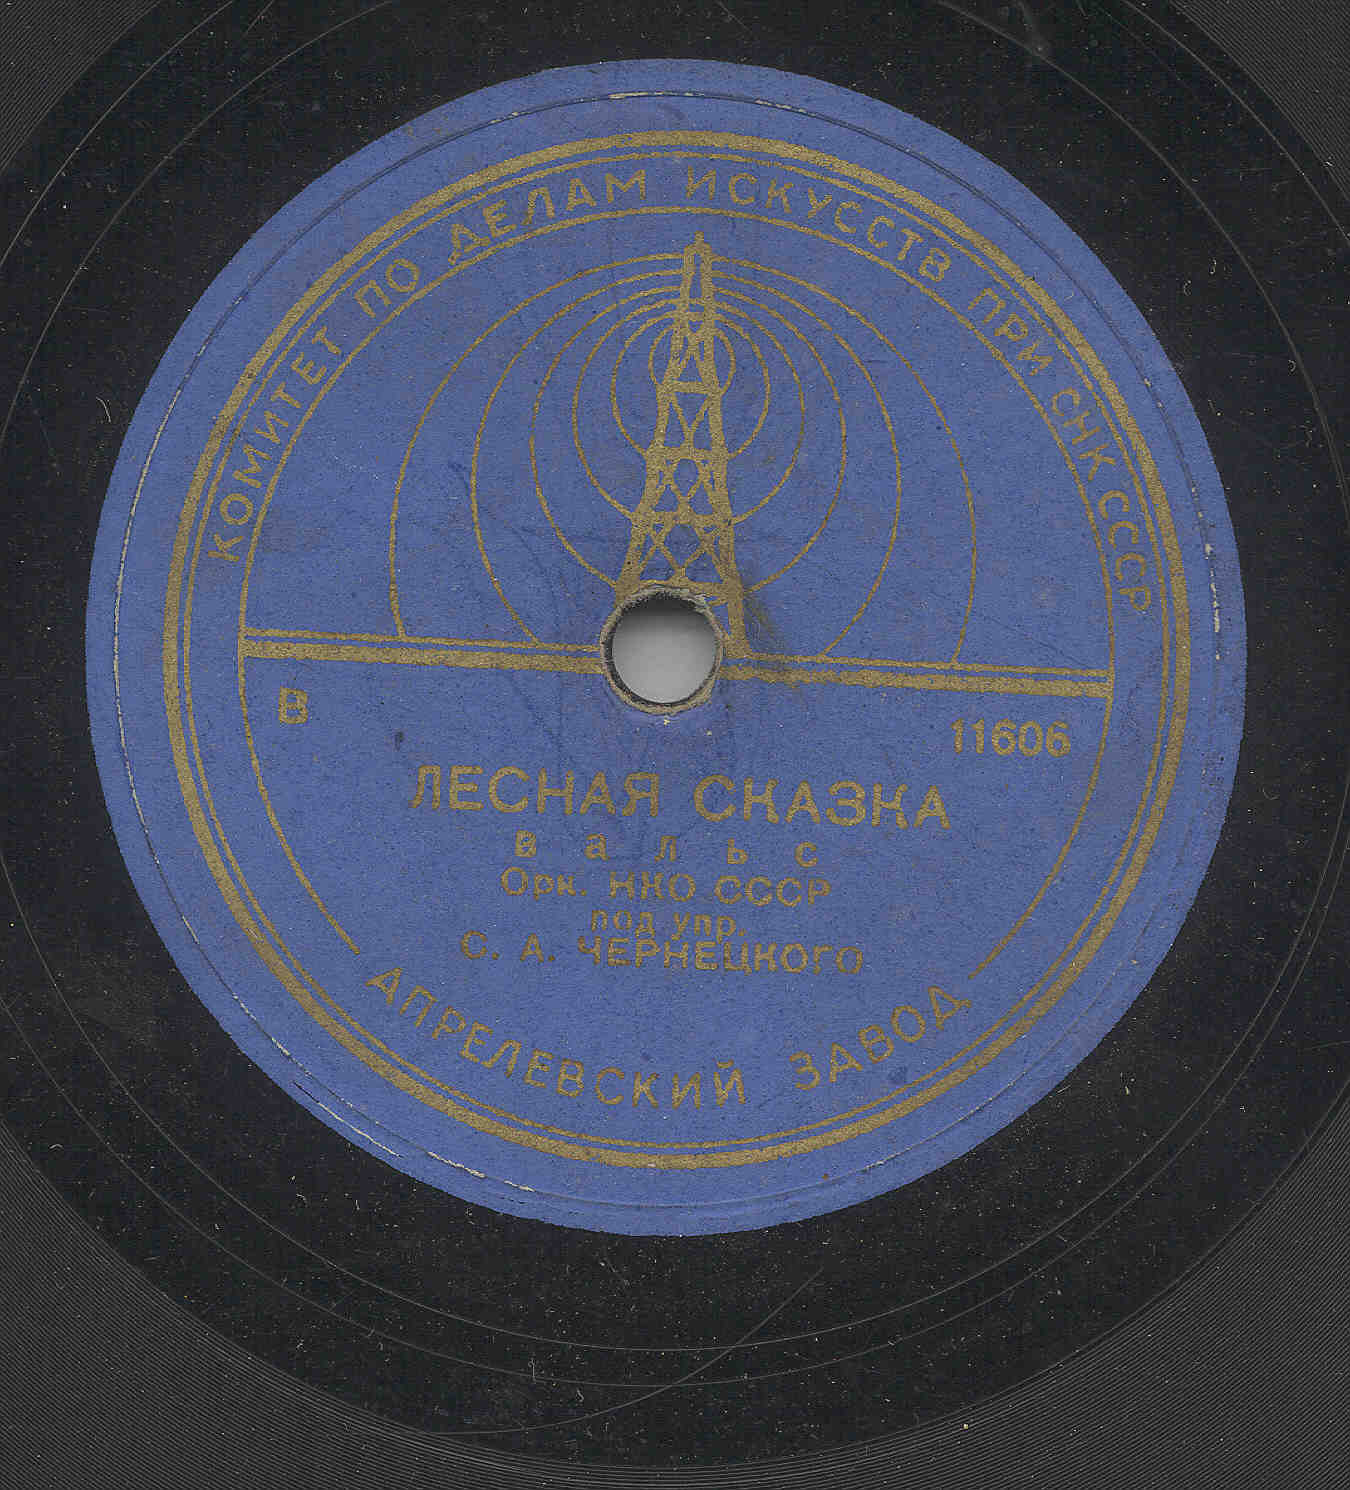 КОМИТЕТ ПО ДЕЛАМ ИСКУССТВ ПРИ СНК СССР
В 11606
ЛЕСНАЯ СКАЗКА
вальс
Орк. НКО СССР
под упр.
С. А. ЧЕРНЕЦКОГО
АПРЕЛЕВСКИЙ ЗАВОД